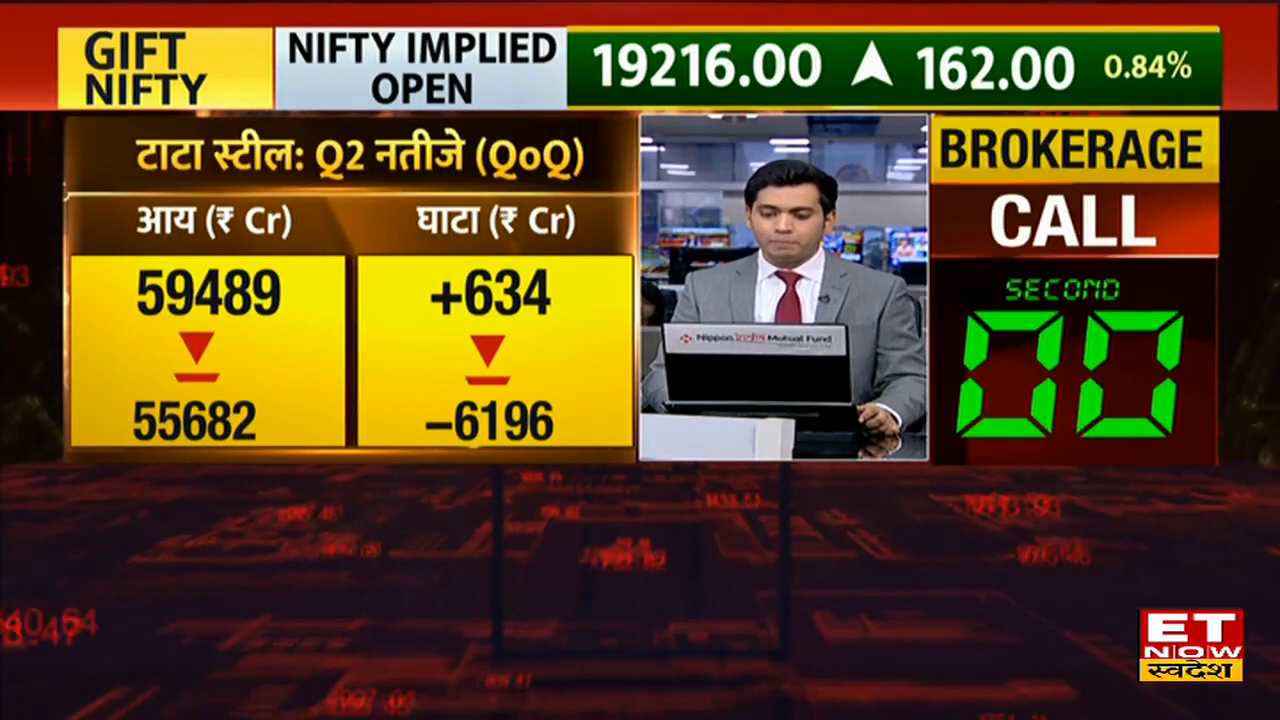 GIFT
NIFTY
NIFTY IMPLIED
OPEN
19216.00 ▲ 162.00 0.84%
टाटा स्टील: Q2 नतीजे (QoQ)
आय (₹ Cr)
घाटा (₹ Cr)
59489
+634
55682
–6196
Nippon India Mutual Fund
BROKERAGE
CALL
SECOND
00
ET
NOW
स्वदेश